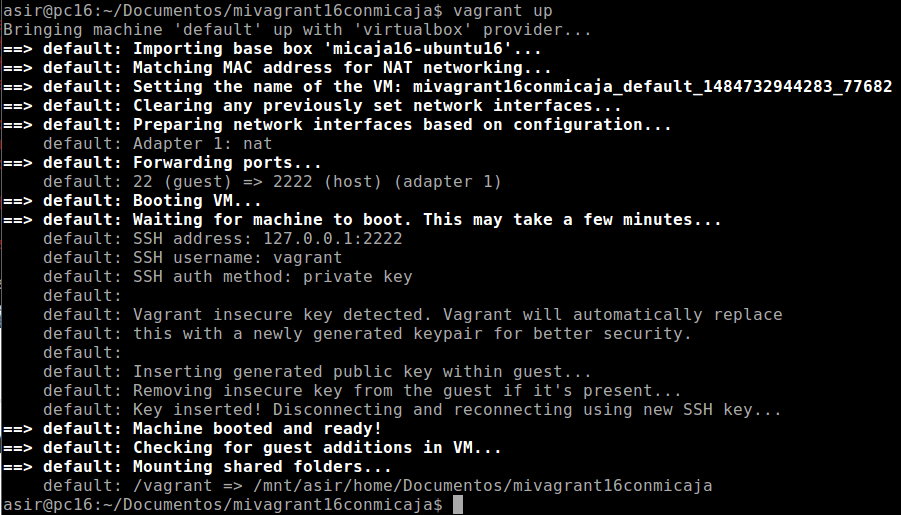 asir@pc16:~/Documentos/mivagrant16conmicaja$ vagrant up
Bringing machine 'default' up with 'virtualbox' provider...
==> default: Importing base box 'micaja16-ubuntu16'...
==> default: Matching MAC address for NAT networking...
==> default: Setting the name of the VM: mivagrant16conmicaja_default_1484732944283_77682
==> default: Clearing any previously set network interfaces...
==> default: Preparing network interfaces based on configuration...
    default: Adapter 1: nat
==> default: Forwarding ports...
    default: 22 (guest) => 2222 (host) (adapter 1)
==> default: Booting VM...
==> default: Waiting for machine to boot. This may take a few minutes...
    default: SSH address: 127.0.0.1:2222
    default: SSH username: vagrant
    default: SSH auth method: private key
    default:
    default: Vagrant insecure key detected. Vagrant will automatically replace
    default: this with a newly generated keypair for better security.
    default:
    default: Inserting generated public key within guest...
    default: Removing insecure key from the guest if it's present...
    default: Key inserted! Disconnecting and reconnecting using new SSH key...
==> default: Machine booted and ready!
==> default: Checking for guest additions in VM...
==> default: Mounting shared folders...
    default: /vagrant => /mnt/asir/home/Documentos/mivagrant16conmicaja
asir@pc16:~/Documentos/mivagrant16conmicaja$